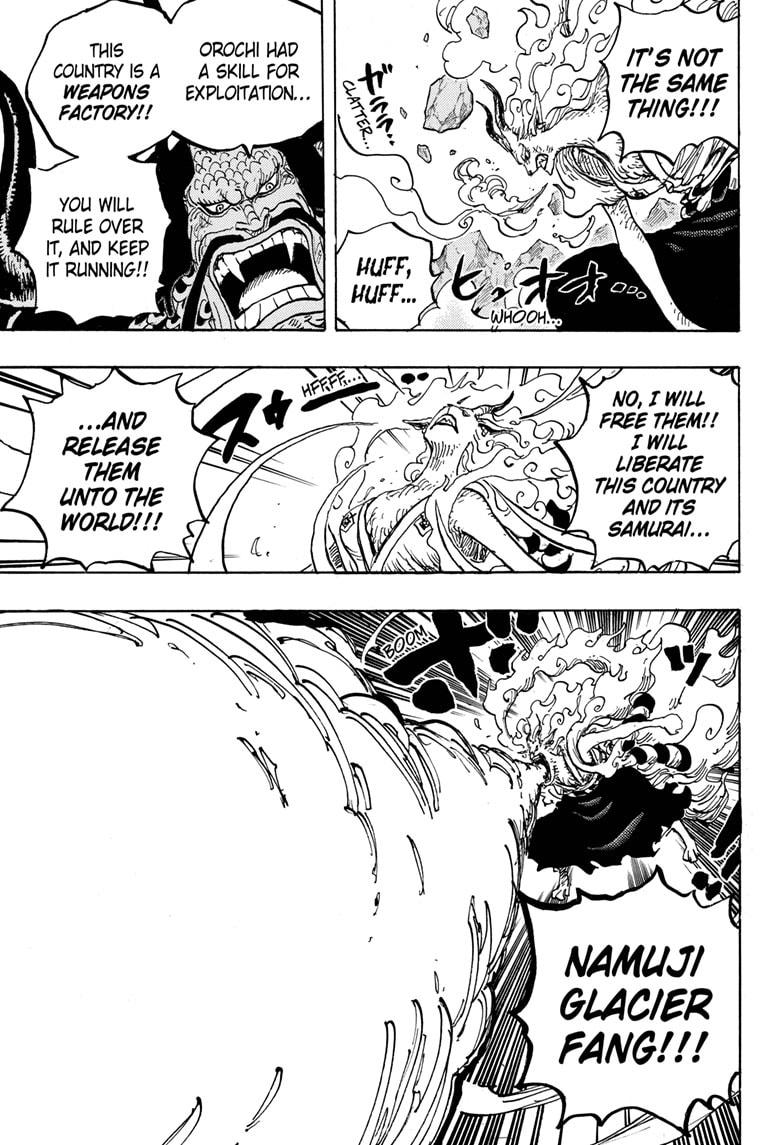 IT'S NOT
THE SAME
THING!!!
ガララ…
CLATTER...
HUFF,
HUFF...
ヒュオオ
WHOOH...
OROCHI HAD
A SKILL FOR
EXPLOITATION...
THIS
COUNTRY IS A
WEAPONS
FACTORY!!
YOU WILL
RULE OVER
IT, AND KEEP
IT RUNNING!!
NO, I WILL
FREE THEM!!
I WILL
LIBERATE
THIS COUNTRY
AND ITS
SAMURAI...
HFFFF...
スゥ
...AND
RELEASE
THEM
UNTO THE
WORLD!!!
BOOM
NAMUJI
GLACIER
FANG!!!